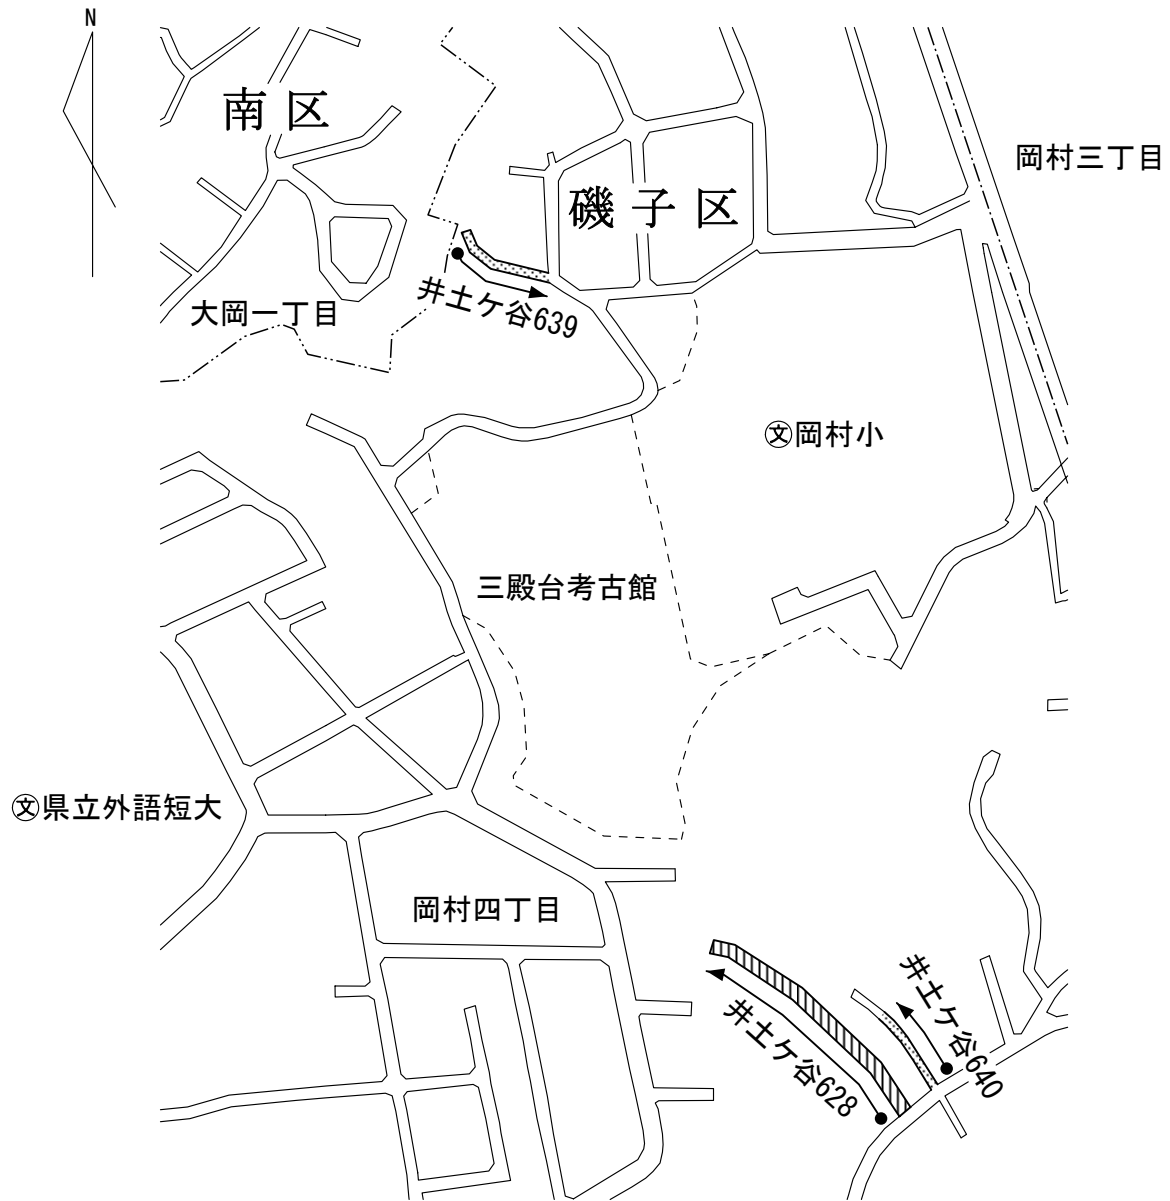 N
南区
岡村三丁目
磯子区
大岡一丁目
井土ケ谷639
㊛岡村小
三殿台考古館
㊛県立外語短大
岡村四丁目
井土ケ谷640
井土ケ谷628